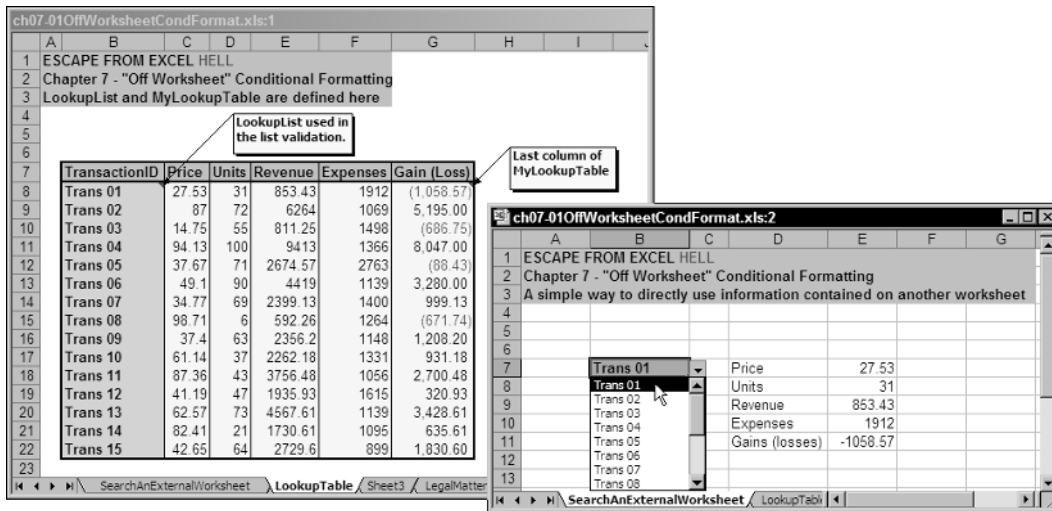 ch07-01OffWorksheetCondFormat.xls:1
A B C D E F G H I J
1 ESCAPE FROM EXCEL HELL
2 Chapter 7 - "Off Worksheet" Conditional Formatting
3 LookupList and MyLookupTable are defined here
4
LookupList used in
5
the list validation.
6
Last column of
MyLookupTable
7 TransactionID Price Units Revenue Expenses Gain (Loss)
8 Trans 01 27.53 31 853.43 1912 (1,058.57)
9 Trans 02 87 72 6264 1069 5,195.00
10 Trans 03 14.75 55 811.25 1498 (686.75)
11 Trans 04 94.13 100 9413 1366 8,047.00
12 Trans 05 37.67 71 2674.57 2763 (88.43)
13 Trans 06 49.1 90 4419 1139 3,280.00
14 Trans 07 34.77 69 2399.13 1400 999.13
15 Trans 08 98.71 6 592.26 1264 (671.74)
16 Trans 09 37.4 63 2356.2 1148 1,208.20
17 Trans 10 61.14 37 2262.18 1331 931.18
18 Trans 11 87.36 43 3756.48 1056 2,700.48
19 Trans 12 41.19 47 1935.93 1615 320.93
20 Trans 13 62.57 73 4567.61 1139 3,428.61
21 Trans 14 82.41 21 1730.61 1095 635.61
22 Trans 15 42.65 64 2729.6 899 1,830.60
23
SearchAnExternalWorksheet LookupTable Sheet3 LegalMatter
ch07-01OffWorksheetCondFormat.xls:2
A B C D E F G
1 ESCAPE FROM EXCEL HELL
2 Chapter 7 - "Off Worksheet" Conditional Formatting
3 A simple way to directly use information contained on another worksheet
4
5
6
7 Trans 01 Price 27.53
8 Trans 01 Units 31
Trans 02
9 Trans 03 Revenue 853.43
10 Trans 04 Expenses 1912
11 Trans 05 Gains (losses) -1058.57
12 Trans 06
Trans 07
13 Trans 08
SearchAnExternalWorksheet LookupTabl